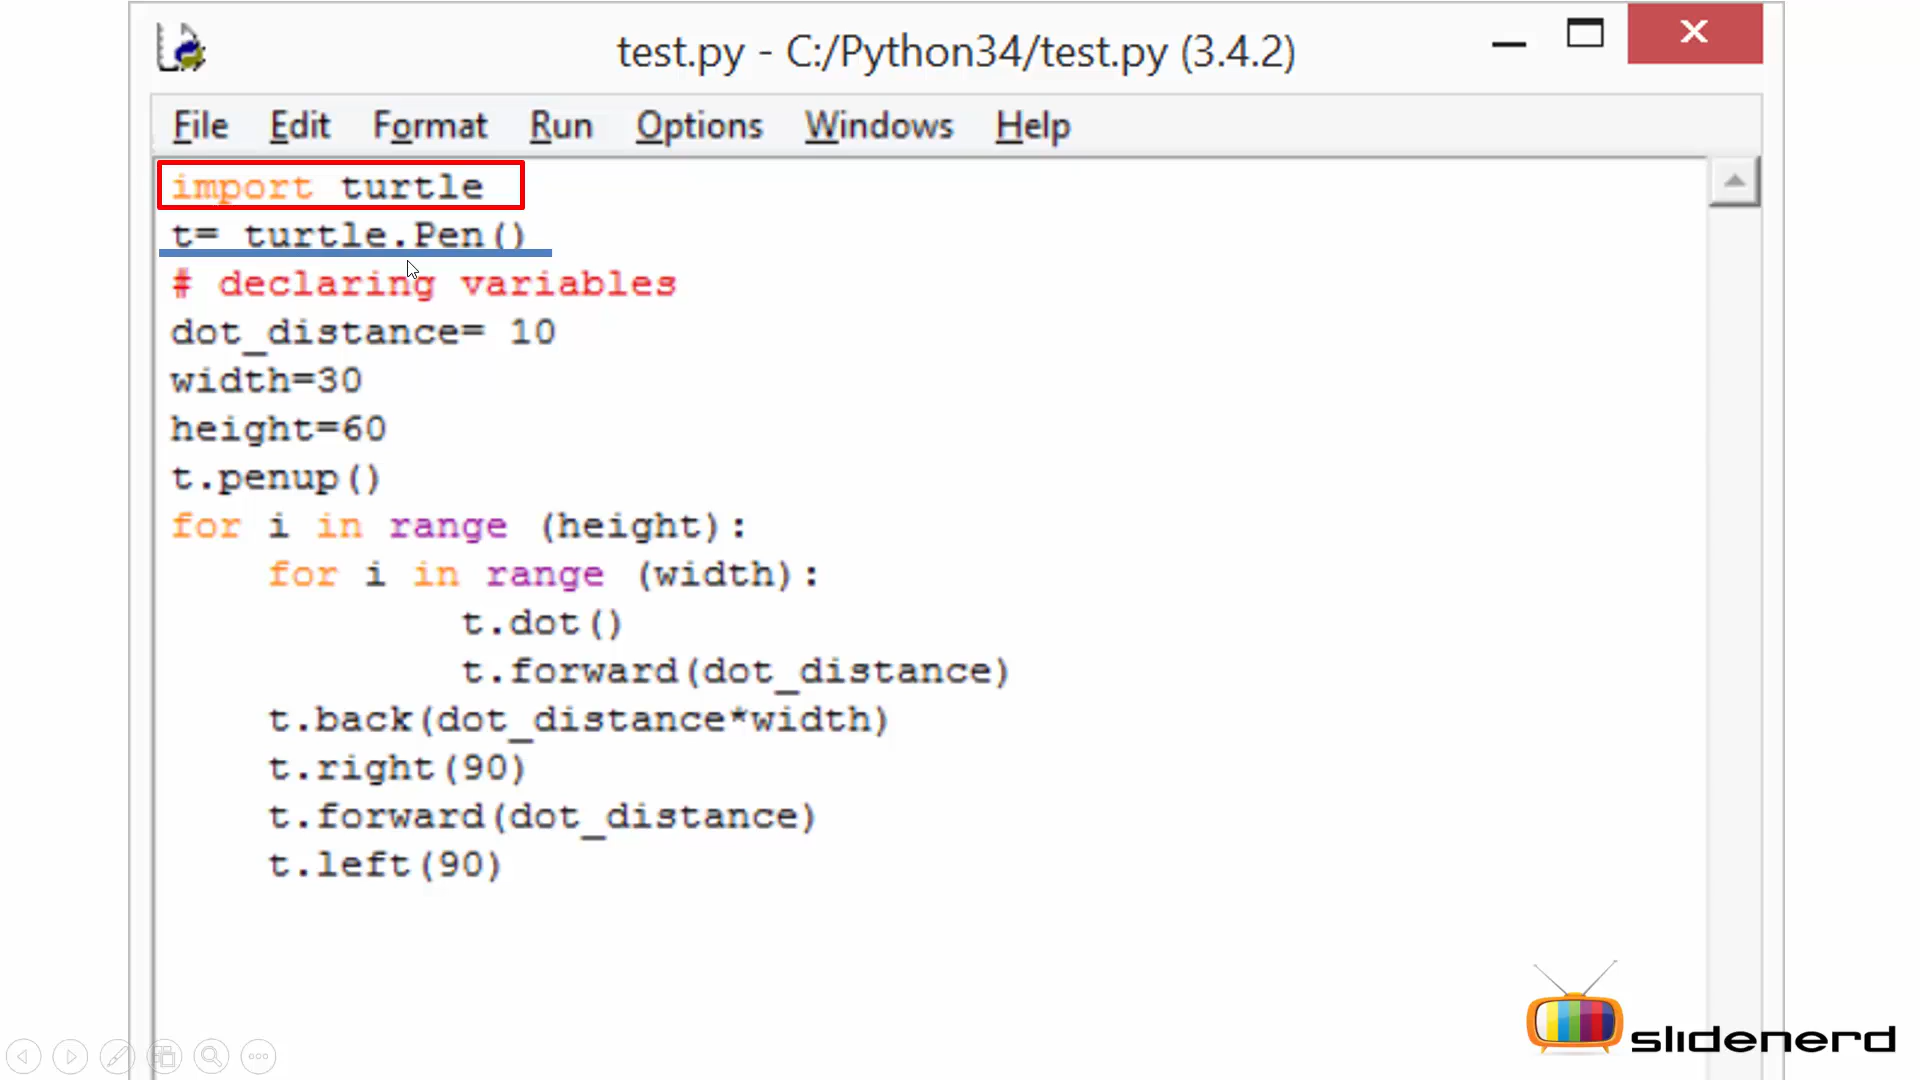 test.py - C:/Python34/test.py (3.4.2)
File Edit Format Run Options Windows Help
import turtle
t= turtle.Pen()
# declaring variables
dot_distance= 10
width=30
height=60
t.penup()
for i in range (height):
    for i in range (width):
            t.dot()
            t.forward(dot_distance)
    t.back(dot_distance*width)
    t.right(90)
    t.forward(dot_distance)
    t.left(90)
slidenerd